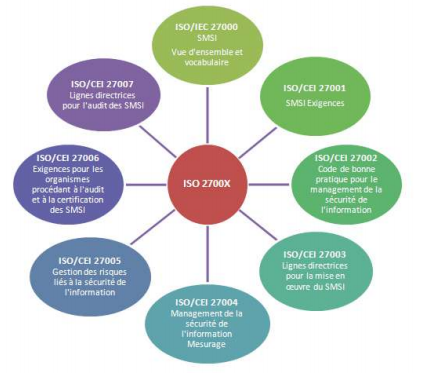 ISO/IEC 27000
SMSI
Vue d'ensemble et
vocabulaire
ISO/CEI 27001
SMSI Exigences
ISO/CEI 27002
Code de bonne
pratique pour le
management de la
sécurité de
l'information
ISO/CEI 27003
Lignes directrices
pour la mise en
œuvre du SMSI
ISO/CEI 27004
Management de la
sécurité de
l'information
Mesurage
ISO/CEI 27005
Gestion des risques
liés à la sécurité de
l'information
ISO/CEI 27006
Exigences pour les
organismes
procédant à l'audit
et à la certification
des SMSI
ISO/CEI 27007
Lignes directrices
pour l'audit des SMSI
ISO 2700X